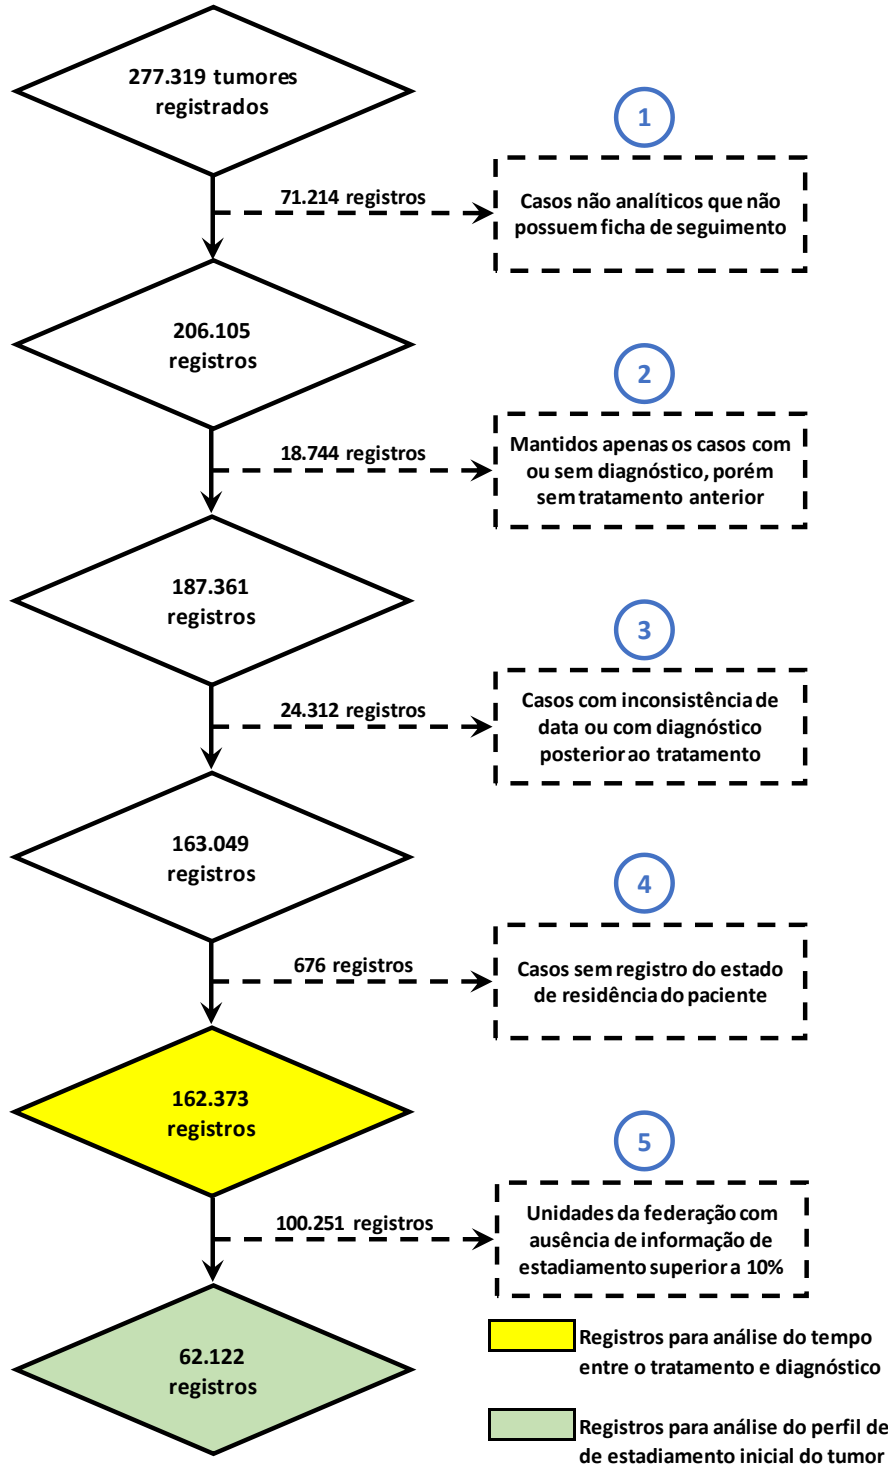 277.319 tumores
registrados
1
71.214 registros
Casos não analíticos que não
possuem ficha de seguimento
206.105
registros
2
18.744 registros
Mantidos apenas os casos com
ou sem diagnóstico, porém
sem tratamento anterior
187.361
registros
3
24.312 registros
Casos com inconsistência de
data ou com diagnóstico
posterior ao tratamento
163.049
registros
4
676 registros
Casos sem registro do estado
de residência do paciente
162.373
registros
5
100.251 registros
Unidades da federação com
ausência de informação de
estadiamento superior a 10%
62.122
registros
Registros para análise do tempo
entre o tratamento e diagnóstico
Registros para análise do perfil de
de estadiamento inicial do tumor